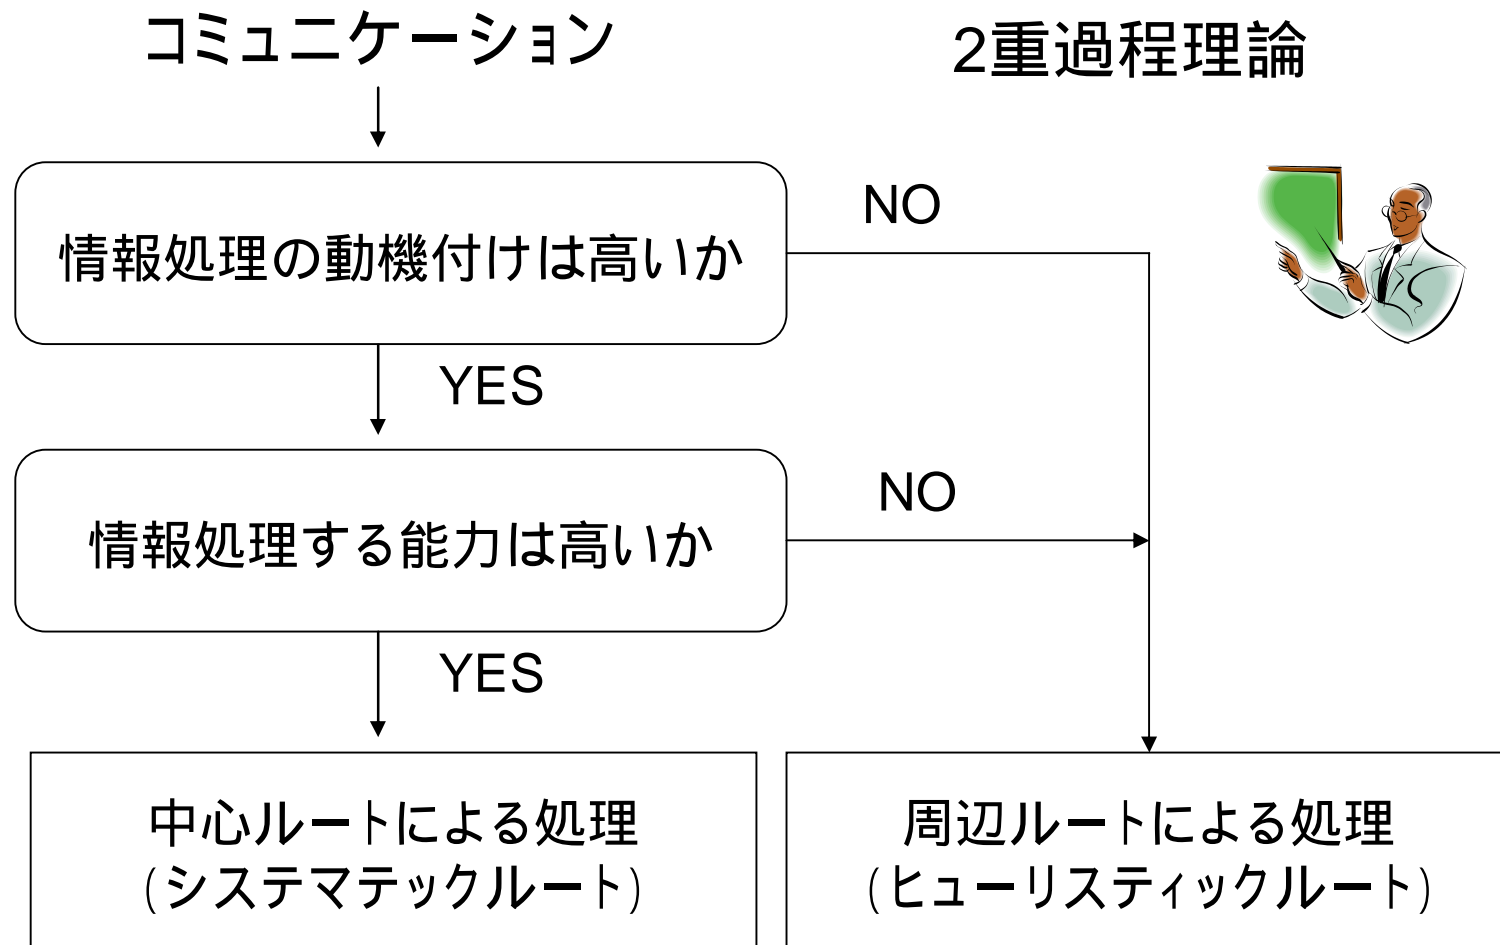 コミュニケーション
2重過程理論
情報処理の動機付けは高いか
NO
YES
情報処理する能力は高いか
NO
YES
中心ルートによる処理
(システマテックルート)
周辺ルートによる処理
(ヒューリスティックルート)